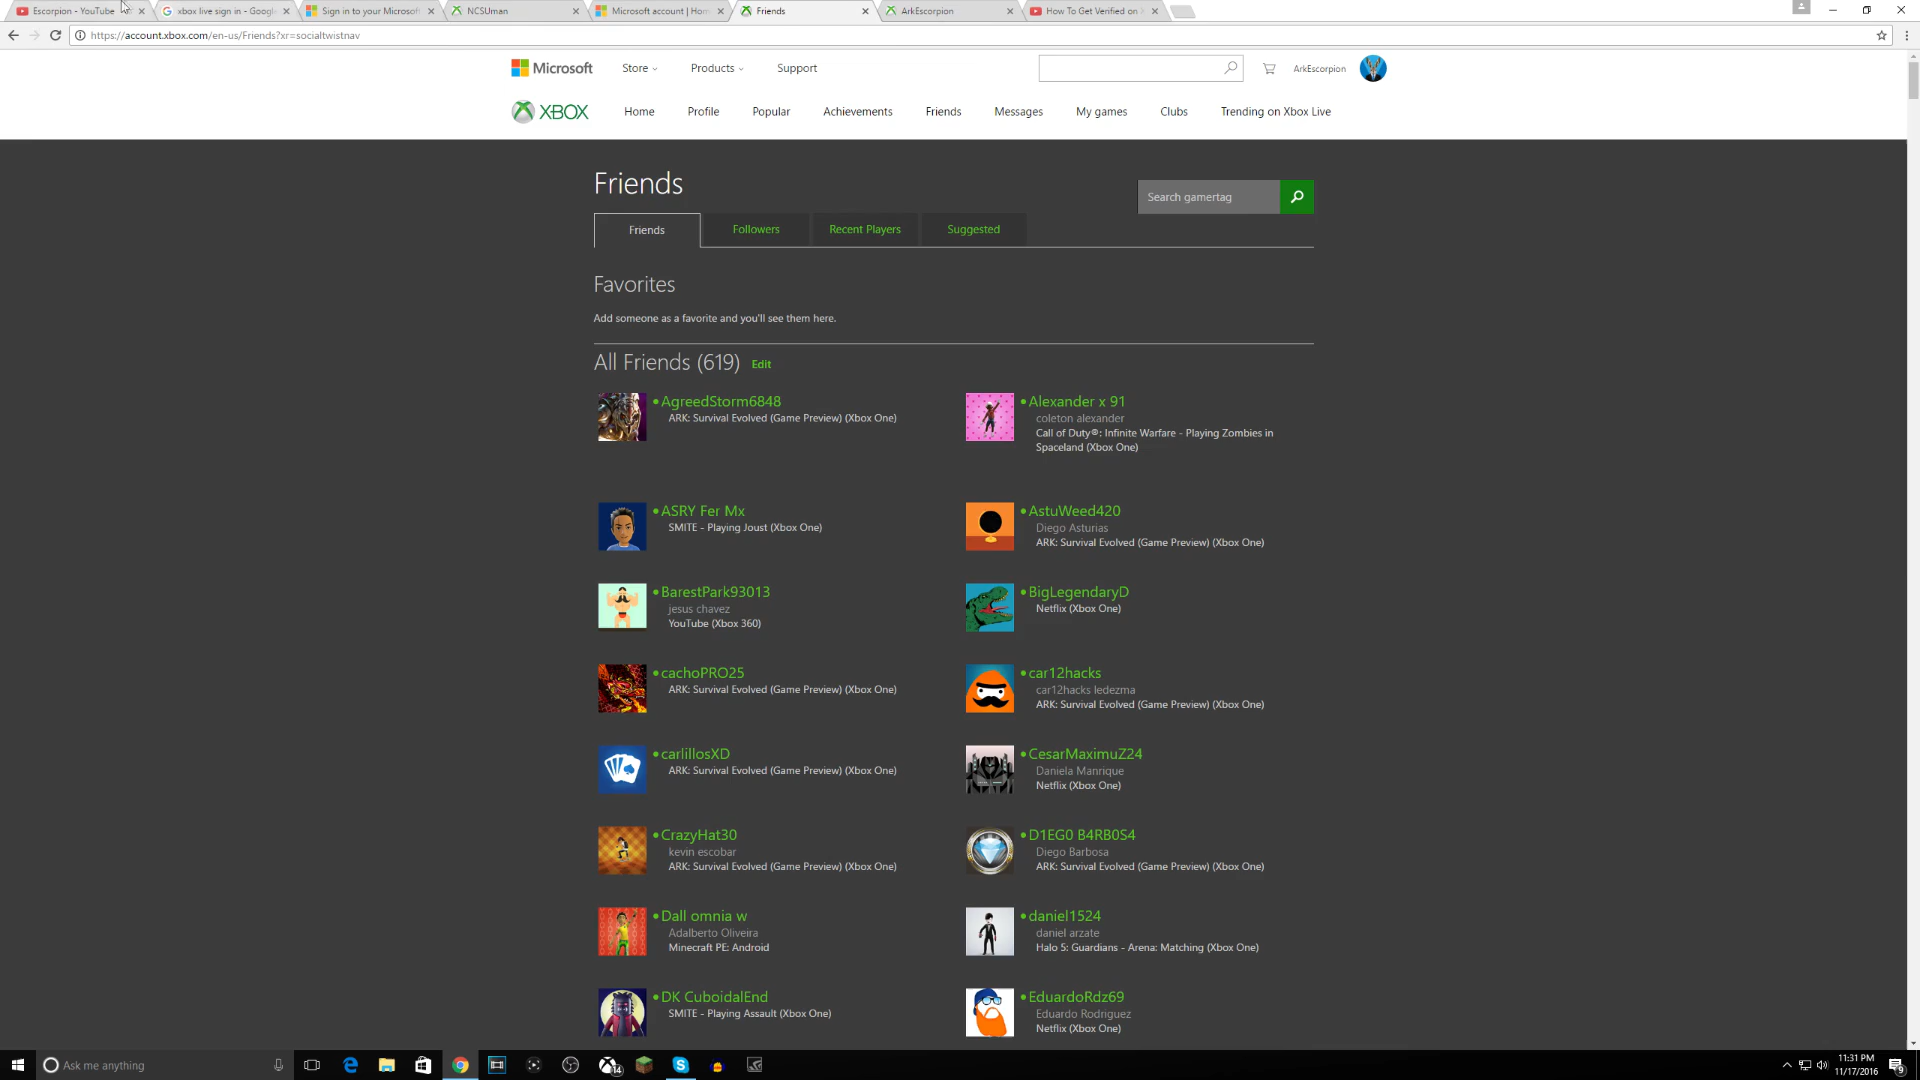 Escorpion - YouTube
xbox live sign in - Google
Sign in to your Microsoft
NCSUman
Microsoft account | Hom
Friends
ArkEscorpion
How To Get Verified on
https://account.xbox.com/en-us/Friends?xr=socialtwistnav
Microsoft
Store
Products
Support
ArkEscorpion
XBOX
Home
Profile
Popular
Achievements
Friends
Messages
My games
Clubs
Trending on Xbox Live
Friends
Search gamertag
Friends
Followers
Recent Players
Suggested
Favorites
Add someone as a favorite and you'll see them here.
All Friends (619) Edit
AgreedStorm6848
ARK: Survival Evolved (Game Preview) (Xbox One)
Alexander x 91
coleton alexander
Call of Duty®: Infinite Warfare - Playing Zombies in
Spaceland (Xbox One)
ASRY Fer Mx
SMITE - Playing Joust (Xbox One)
AstuWeed420
Diego Asturias
ARK: Survival Evolved (Game Preview) (Xbox One)
BarestPark93013
jesus chavez
YouTube (Xbox 360)
BigLegendaryD
Netflix (Xbox One)
cachoPRO25
ARK: Survival Evolved (Game Preview) (Xbox One)
car12hacks
car12hacks ledezma
ARK: Survival Evolved (Game Preview) (Xbox One)
carlillosXD
ARK: Survival Evolved (Game Preview) (Xbox One)
CesarMaximuZ24
Daniela Manrique
Netflix (Xbox One)
CrazyHat30
kevin escobar
ARK: Survival Evolved (Game Preview) (Xbox One)
D1EG0 B4RB0S4
Diego Barbosa
ARK: Survival Evolved (Game Preview) (Xbox One)
Dall omnia w
Adalberto Oliveira
Minecraft PE: Android
daniel1524
daniel arzate
Halo 5: Guardians - Arena: Matching (Xbox One)
DK CuboidalEnd
SMITE - Playing Assault (Xbox One)
EduardoRdz69
Eduardo Rodriguez
Netflix (Xbox One)
Ask me anything
14
11:31 PM
11/17/2016
9